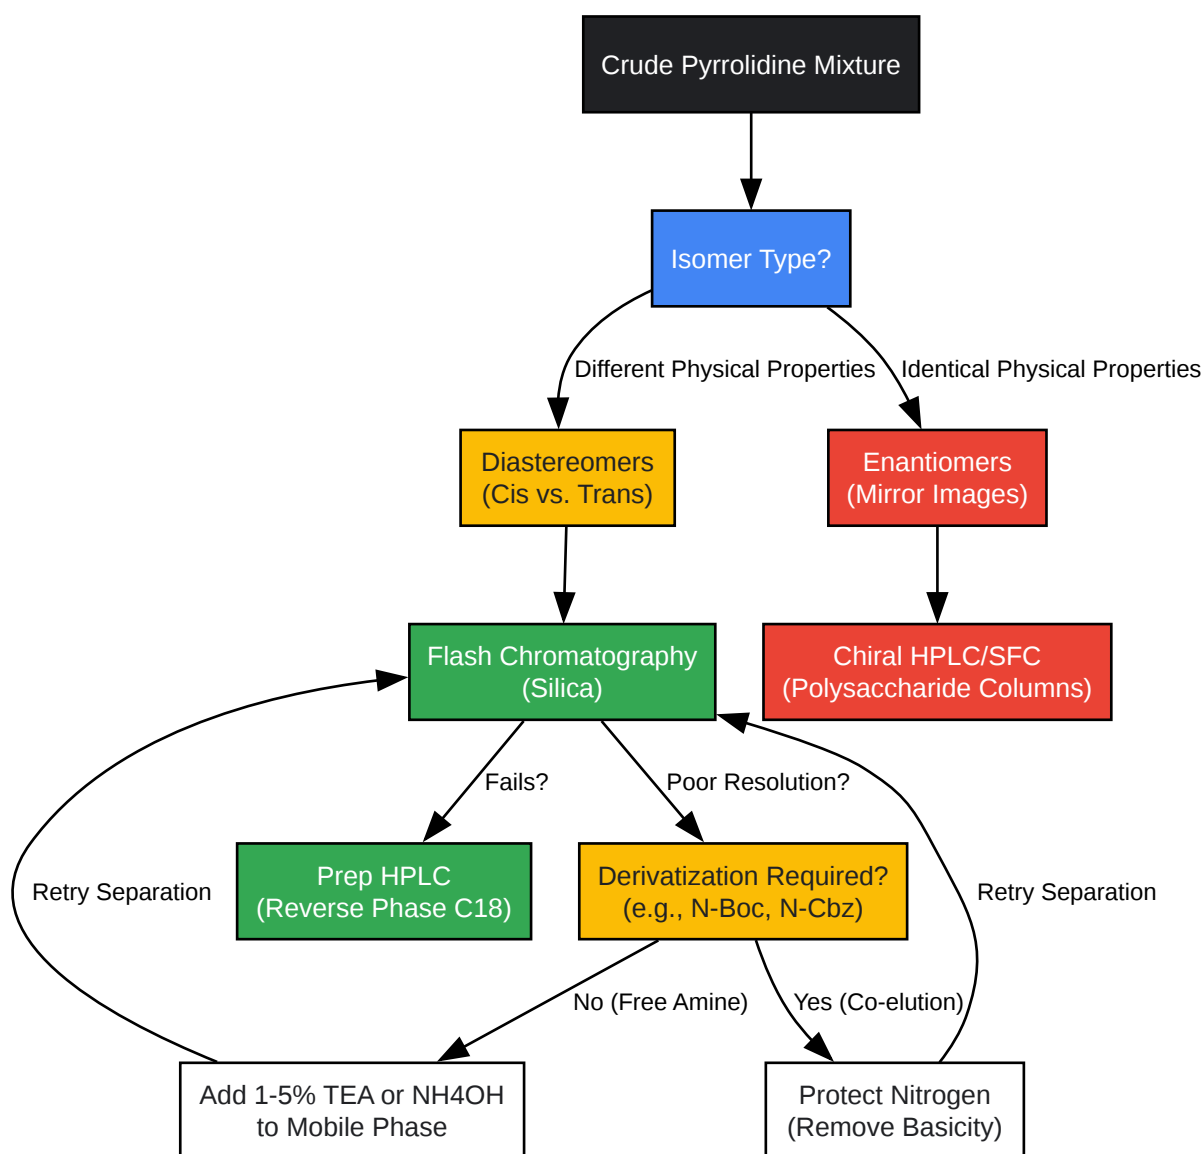 Crude Pyrrolidine Mixture
Isomer Type?
Different Physical Properties
Identical Physical Properties
Diastereomers
(Cis vs. Trans)
Enantiomers
(Mirror Images)
Flash Chromatography
(Silica)
Chiral HPLC/SFC
(Polysaccharide Columns)
Fails?
Poor Resolution?
Prep HPLC
(Reverse Phase C18)
Derivatization Required?
(e.g., N-Boc, N-Cbz)
Retry Separation
Retry Separation
No (Free Amine)
Yes (Co-elution)
Add 1-5% TEA or NH4OH
to Mobile Phase
Protect Nitrogen
(Remove Basicity)